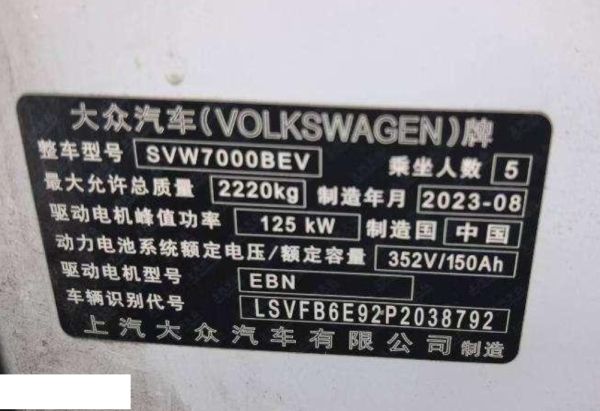 大众汽车(VOLKSWAGEN)牌
整车型号 SVW7000BEV 乘坐人数 5
最大允许总质量 2220kg 制造年月 2023-08
驱动电机峰值功率 125 kW 制造国 中国
动力电池系统额定电压/额定容量 352V/150Ah
驱动电机型号 EBN
车辆识别代号 LSVFB6E92P2038792
上汽大众汽车有限公司 制造